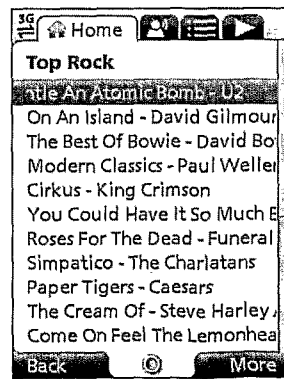 3G
Home
Top Rock
ntle An Atomic Bomb - U2
On An Island - David Gilmour
The Best Of Bowie - David Bo
Modern Classics - Paul Weller
Cirkus - King Crimson
You Could Have It So Much B
Roses For The Dead - Funeral
Simpatico - The Charlatans
Paper Tigers - Caesars
The Cream Of - Steve Harley
Come On Feel The Lemonhea
Back More